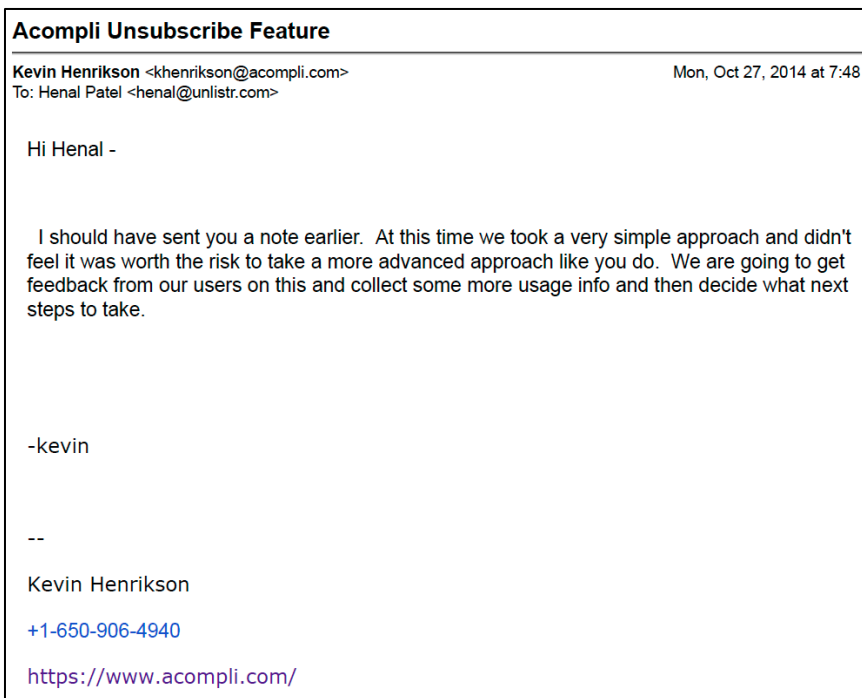 Acompli Unsubscribe Feature
Kevin Henrikson <khenrikson@acompli.com> Mon, Oct 27, 2014 at 7:48
To: Henal Patel <henal@unlistr.com>
Hi Henal -
I should have sent you a note earlier. At this time we took a very simple approach and didn't
feel it was worth the risk to take a more advanced approach like you do. We are going to get
feedback from our users on this and collect some more usage info and then decide what next
steps to take.
-kevin
--
Kevin Henrikson
+1-650-906-4940
https://www.acompli.com/